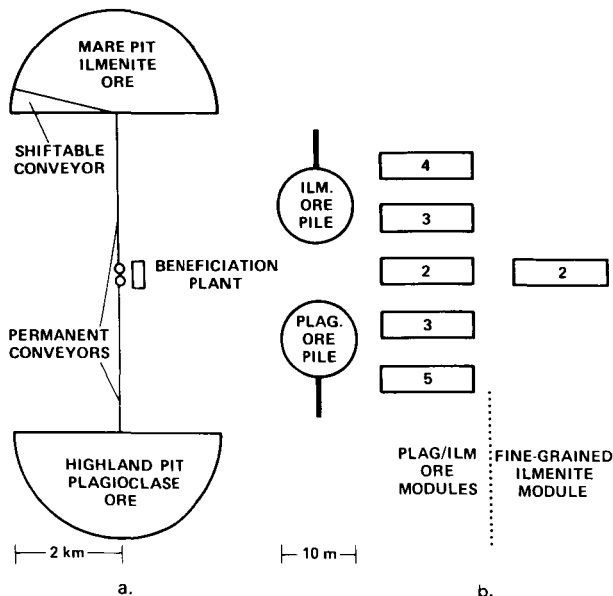 MARE PIT
ILMENITE
ORE
SHIFTABLE
CONVEYOR
BENEFICIATION
PLANT
PERMANENT
CONVEYORS
HIGHLAND PIT
PLAGIOCLASE
ORE
2 km
a.
ILM.
ORE
PILE
PLAG.
ORE
PILE
4
3
2
3
5
2
PLAG/ILM
ORE
MODULES
FINE-GRAINED
ILMENITE
MODULE
10 m
b.